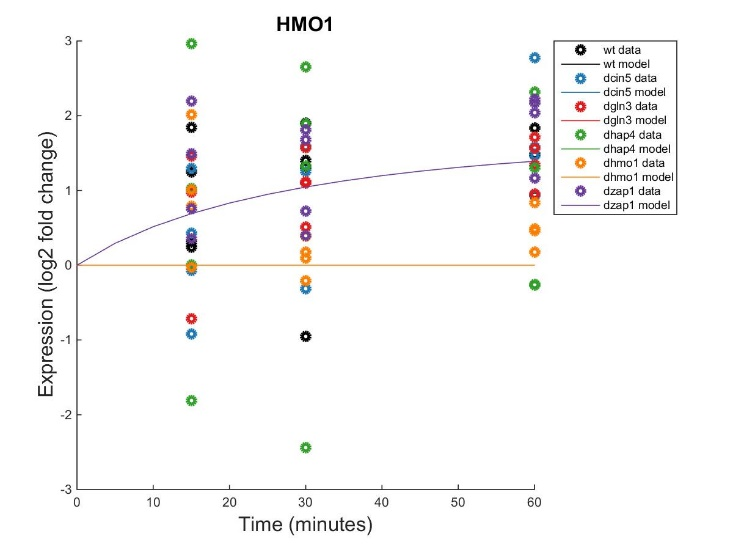 HMO1
3
2
1
0
-1
-2
-3
Expression (log2 fold change)
0 10 20 30 40 50 60
Time (minutes)
wt data
wt model
dcin5 data
dcin5 model
dgln3 data
dgln3 model
dhap4 data
dhap4 model
dhmo1 data
dhmo1 model
dzap1 data
dzap1 model